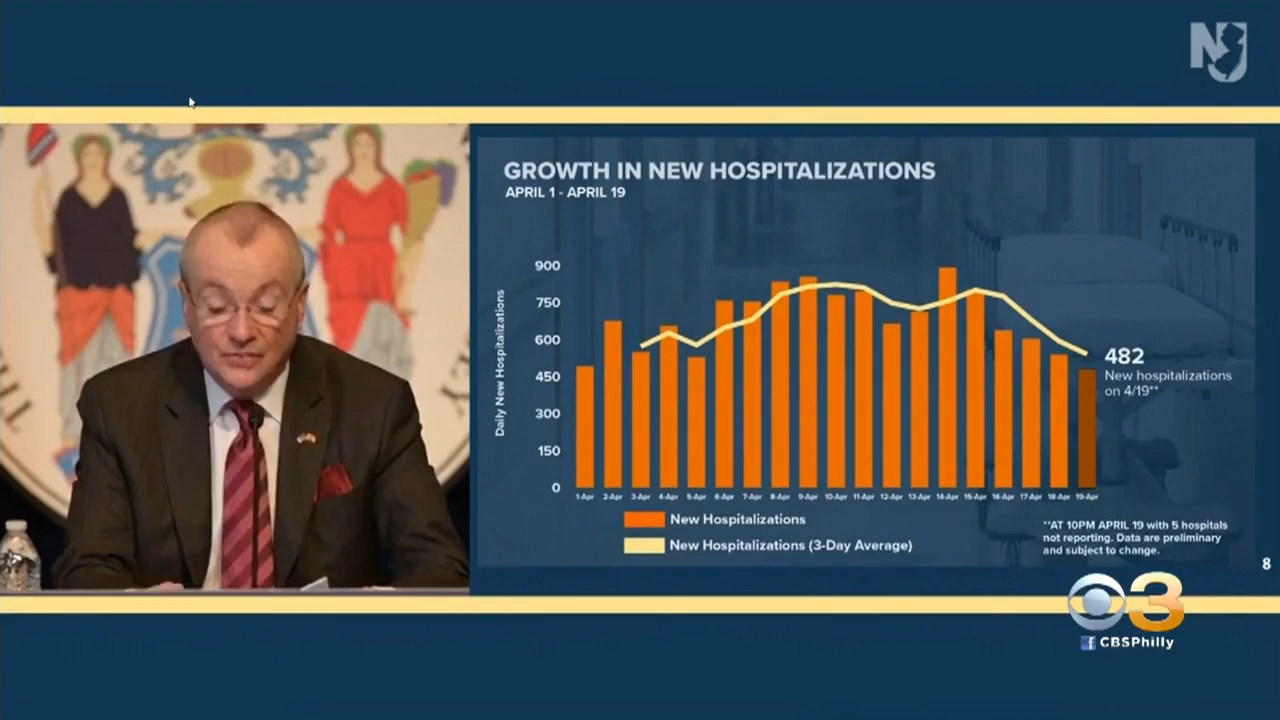 NJ
GROWTH IN NEW HOSPITALIZATIONS
APRIL 1 - APRIL 19
900
750
600
450
300
150
0
Daily New Hospitalizations
482
New hospitalizations
on 4/19**
1-Apr 2-Apr 3-Apr 4-Apr 5-Apr 6-Apr 7-Apr 8-Apr 9-Apr 10-Apr 11-Apr 12-Apr 13-Apr 14-Apr 15-Apr 16-Apr 17-Apr 18-Apr 19-Apr
New Hospitalizations
New Hospitalizations (3-Day Average)
**AT 10PM APRIL 19 with 5 hospitals
not reporting. Data are preliminary
and subject to change.
8
3
f CBSPhilly